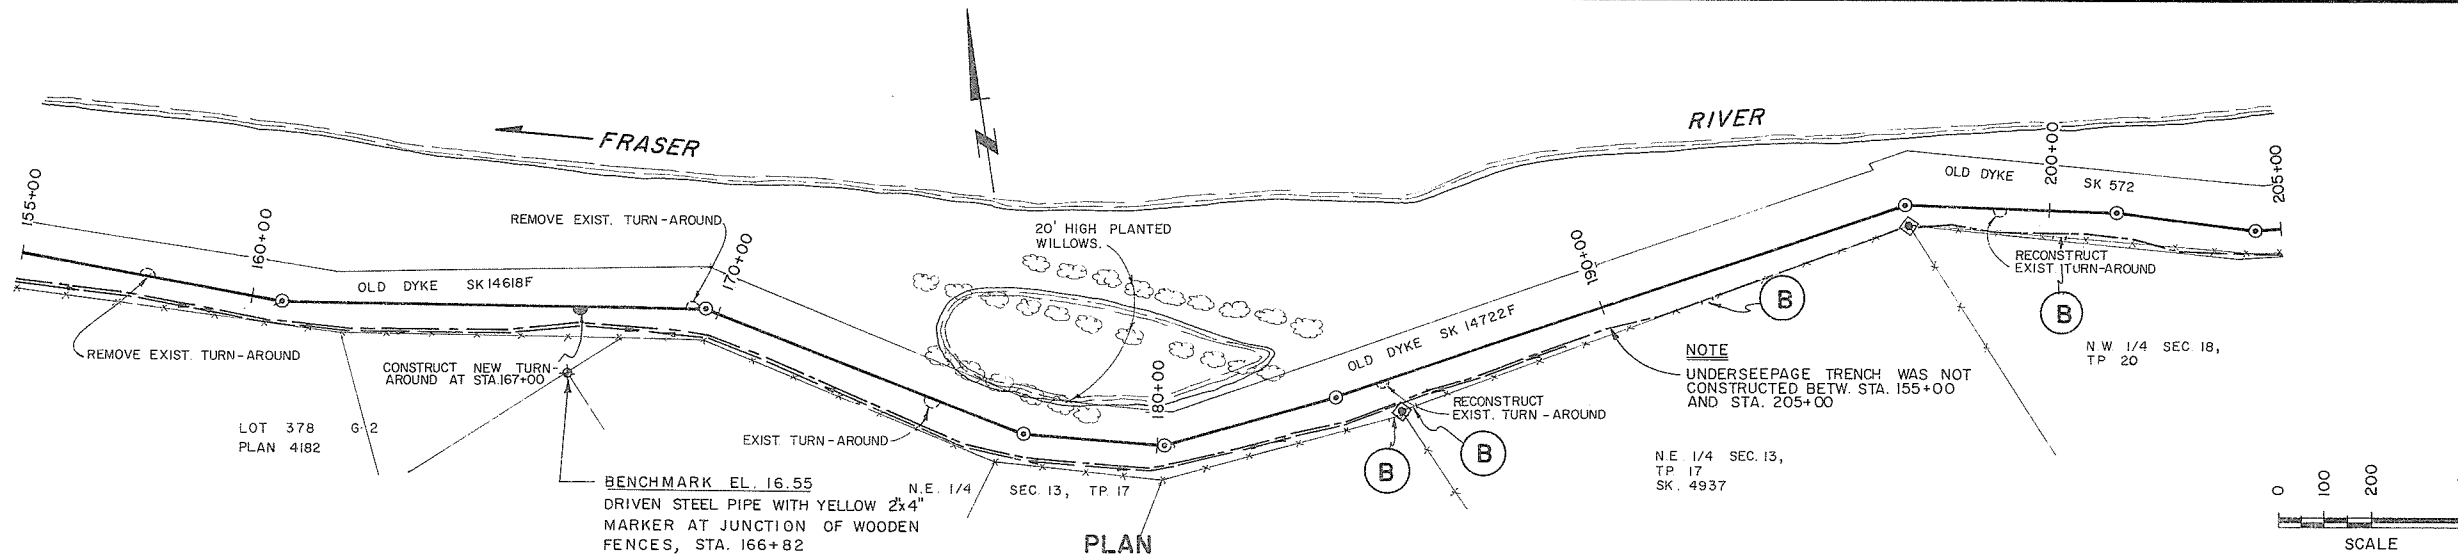 FRASER
RIVER
155+00
160+00
170+00
180+00
190+00
200+00
205+00
REMOVE EXIST. TURN-AROUND
20' HIGH PLANTED
WILLOWS.
OLD DYKE SK 572
OLD DYKE SK 14618F
OLD DYKE SK 14722F
RECONSTRUCT
EXIST. TURN-AROUND
B
B
N.W. 1/4 SEC. 18,
TP 20
REMOVE EXIST. TURN-AROUND
CONSTRUCT NEW TURN-
AROUND AT STA.167+00
NOTE
UNDERSEEPAGE TRENCH WAS NOT
CONSTRUCTED BETW. STA. 155+00
AND STA. 205+00
RECONSTRUCT
EXIST. TURN-AROUND
EXIST TURN-AROUND
B
B
LOT 378 G-2
PLAN 4182
BENCHMARK EL. 16.55
DRIVEN STEEL PIPE WITH YELLOW 2"x4"
MARKER AT JUNCTION OF WOODEN
FENCES, STA. 166+82
N.E. 1/4 SEC. 13, TP. 17
N.E. 1/4 SEC. 13,
TP. 17
SK. 4937
PLAN
0 100 200
SCALE